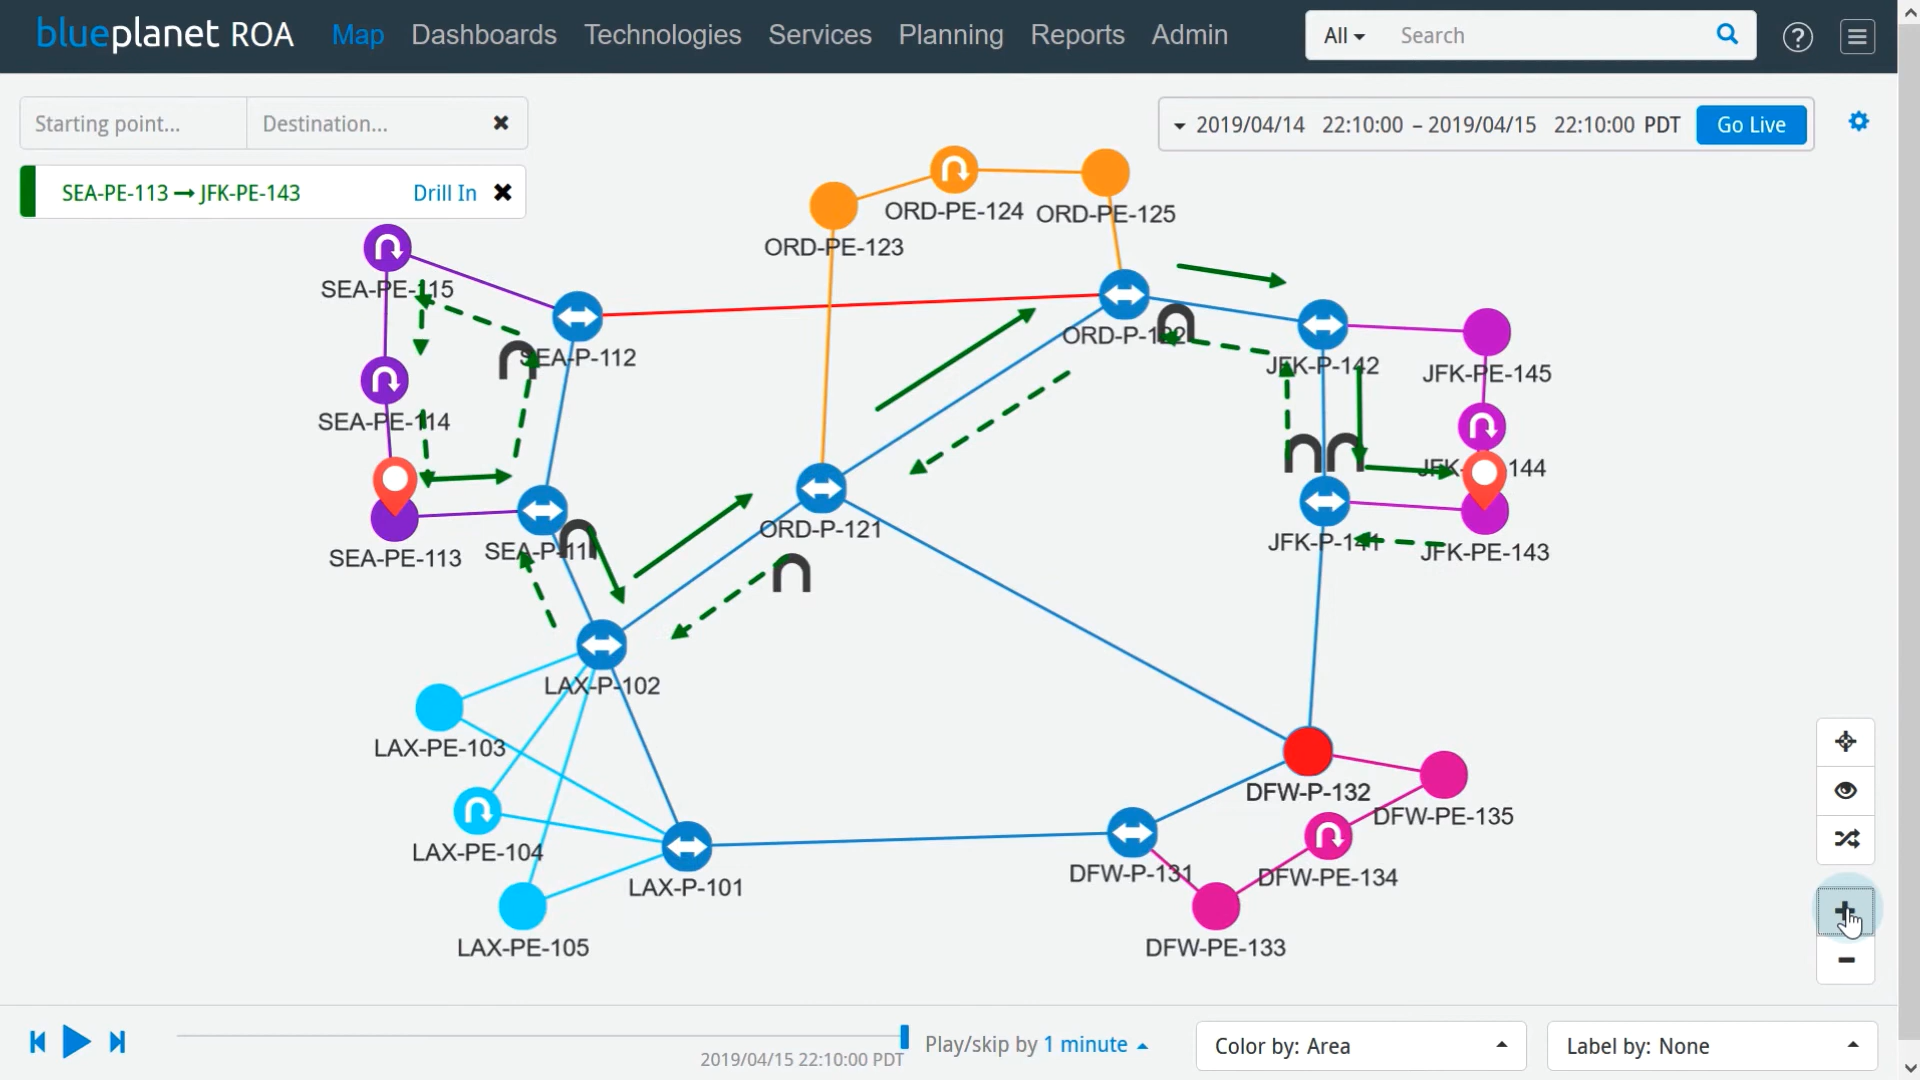 blueplanet ROA
Map Dashboards Technologies Services Planning Reports Admin
All Search
Starting point... Destination...
2019/04/14 22:10:00 – 2019/04/15 22:10:00 PDT Go Live
SEA-PE-113 → JFK-PE-143 Drill In
ORD-PE-124 ORD-PE-125
ORD-PE-123
SEA-PE-115
ORD-P-122
SEA-P-112
JFK-P-142
JFK-PE-145
SEA-PE-114
JFK-PE-144
ORD-P-121
JFK-P-141
SEA-P-111
JFK-PE-143
SEA-PE-113
LAX-P-102
LAX-PE-103
DFW-P-132
DFW-PE-135
LAX-PE-104
DFW-P-131
DFW-PE-134
LAX-P-101
LAX-PE-105
DFW-PE-133
2019/04/15 22:10:00 PDT
Play/skip by 1 minute
Color by: Area
Label by: None